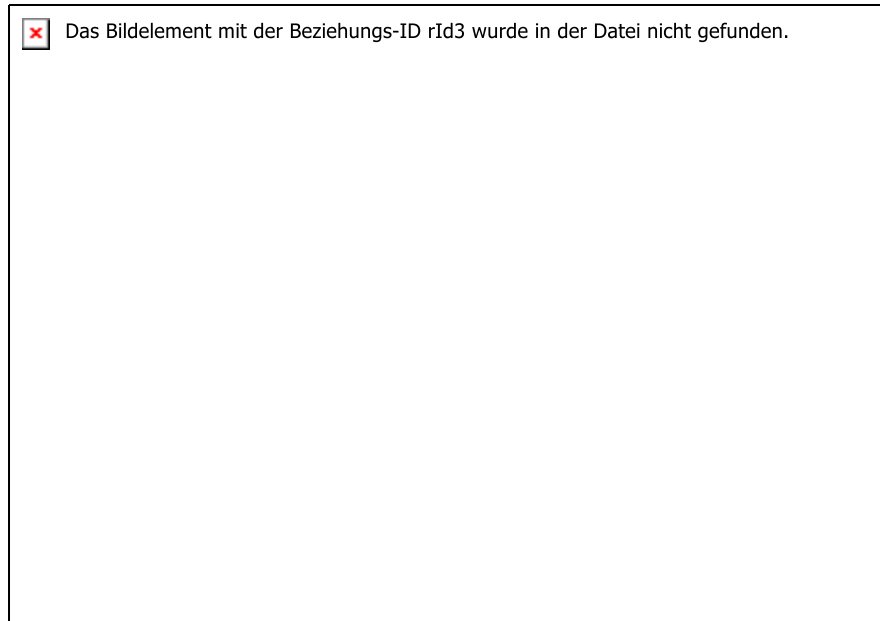 Das Bildelement mit der Beziehungs-ID rId3 wurde in der Datei nicht gefunden.